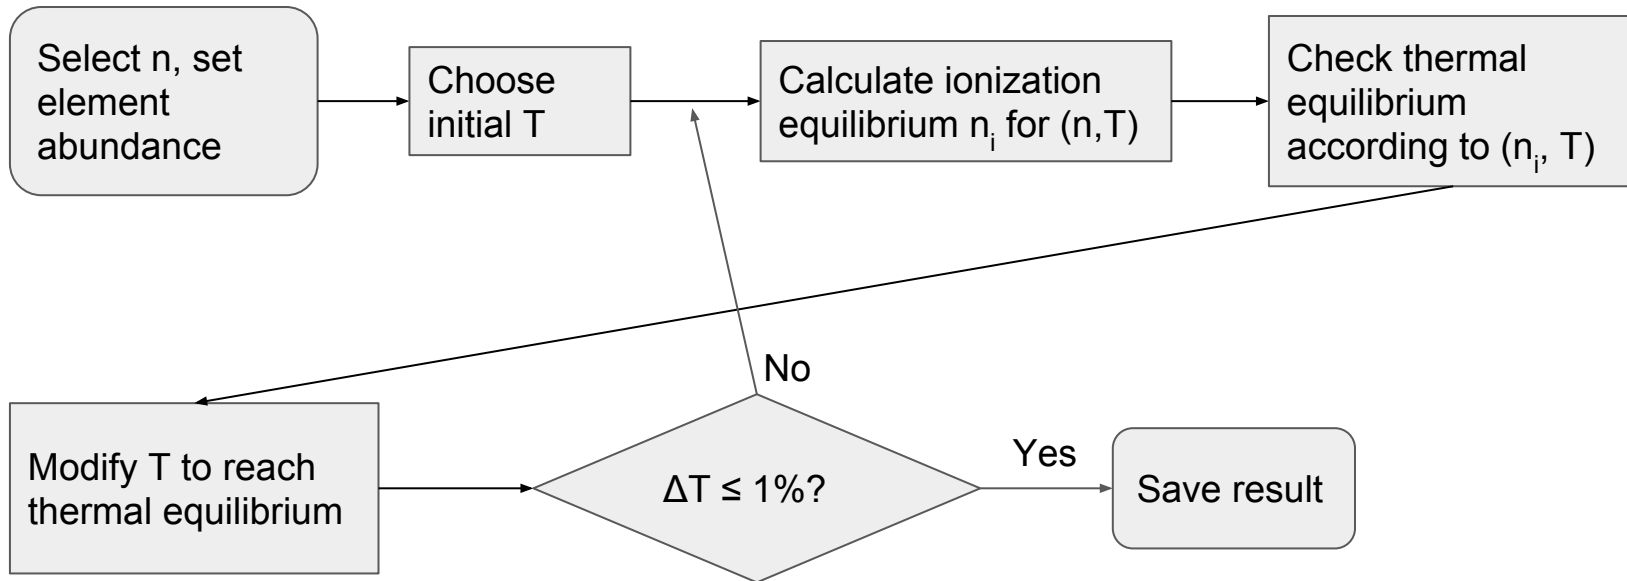 Select n, set
element
abundance
Choose
initial T
Calculate ionization
equilibrium nᵢ for (n,T)
Check thermal
equilibrium
according to (nᵢ, T)
Modify T to reach
thermal equilibrium
ΔT ≤ 1%?
No
Yes
Save result